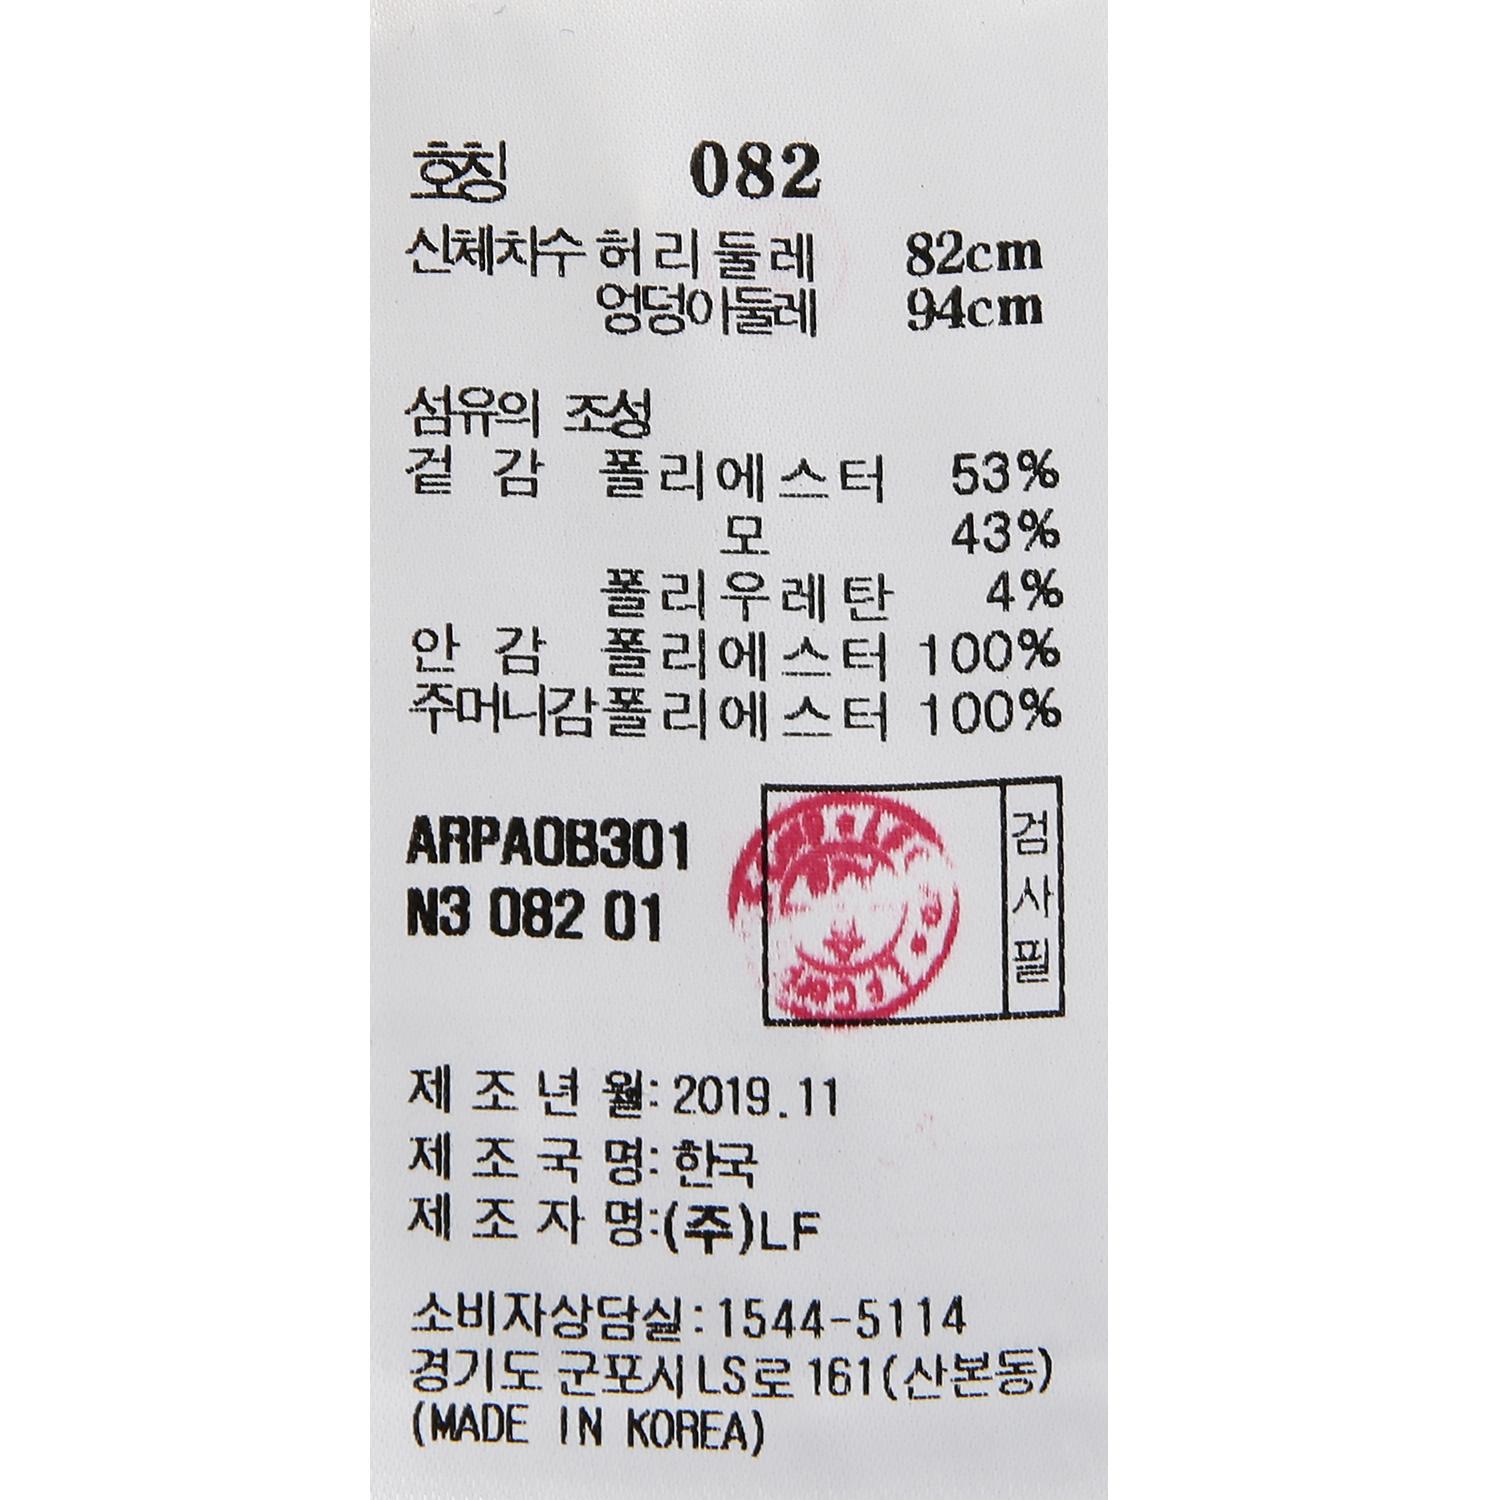 호칭 082
신체치수 허리둘레 82cm
엉덩이둘레 94cm
섬유의 조성
겉감 폴리에스터 53%
모 43%
폴리우레탄 4%
안감 폴리에스터 100%
주머니감 폴리에스터 100%
ARPA0B301
N3 082 01
검사필
제조년월: 2019.11
제조국명: 한국
제조자명:(주)LF
소비자상담실:1544-5114
경기도 군포시 LS로 161(산본동)
(MADE IN KOREA)